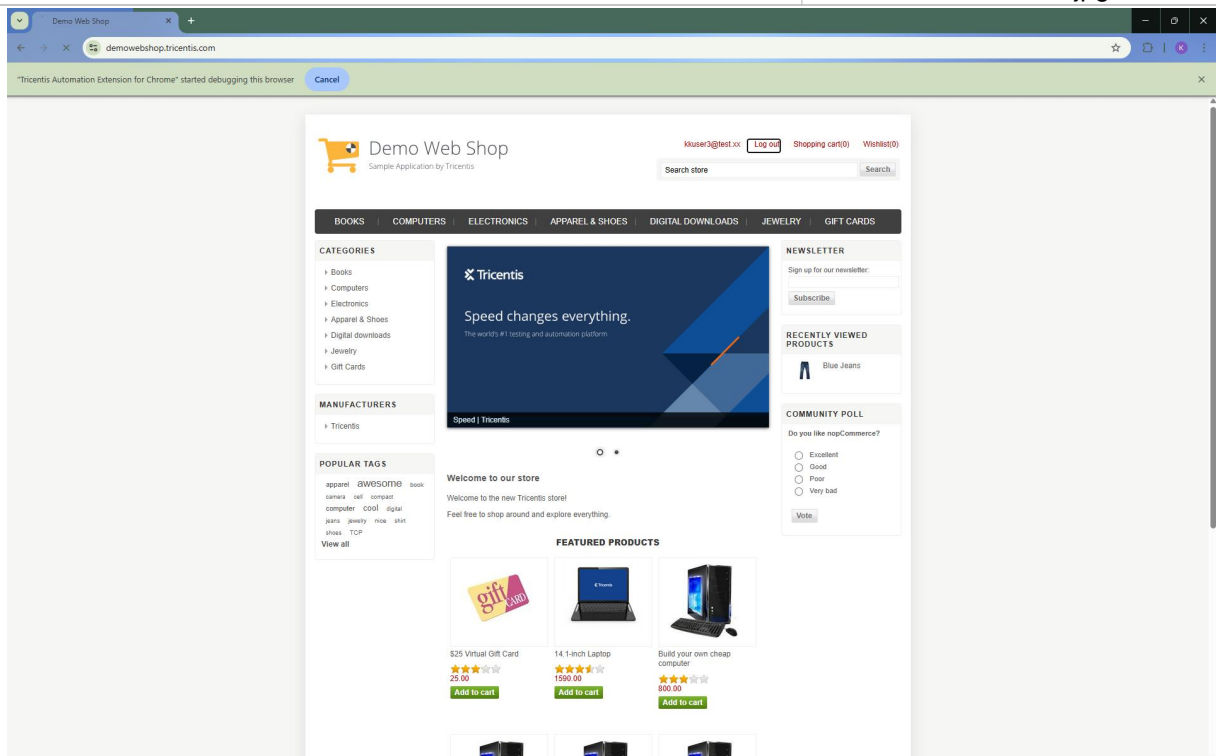 Demo Web Shop
demowebshop.tricentis.com
K
"Tricentis Automation Extension for Chrome" started debugging this browser Cancel
Demo Web Shop
Sample Application by Tricentis
kkuser3@test.xx Log out Shopping cart(0) Wishlist(0)
Search store Search
BOOKS COMPUTERS ELECTRONICS APPAREL & SHOES DIGITAL DOWNLOADS JEWELRY GIFT CARDS
CATEGORIES
Books
Computers
Electronics
Apparel & Shoes
Digital downloads
Jewelry
Gift Cards
MANUFACTURERS
Tricentis
POPULAR TAGS
apparel awesome book
camera cell compact
computer cool digital
jeans jewelry nice shirt
shoes TCP
View all
Tricentis
Speed changes everything.
The world's #1 testing and automation platform
Speed | Tricentis
Welcome to our store
Welcome to the new Tricentis store!
Feel free to shop around and explore everything.
FEATURED PRODUCTS
gift CARD
Tricentis
$25 Virtual Gift Card
25.00
Add to cart
14.1-inch Laptop
1590.00
Add to cart
Build your own cheap
computer
800.00
Add to cart
NEWSLETTER
Sign up for our newsletter:
Subscribe
RECENTLY VIEWED
PRODUCTS
Blue Jeans
COMMUNITY POLL
Do you like nopCommerce?
Excellent
Good
Poor
Very bad
Vote